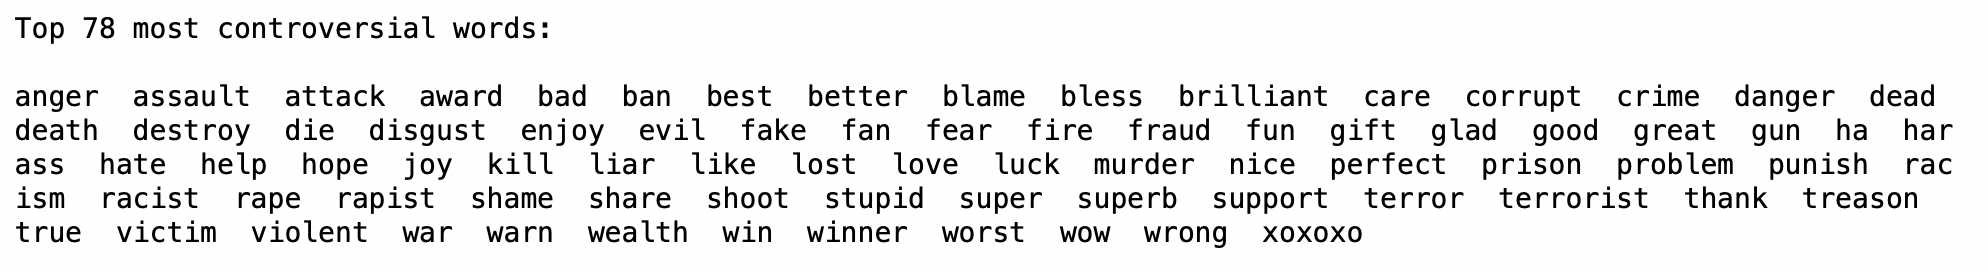 Top 78 most controversial words:
anger  assault  attack  award  bad  ban  best  better  blame  bless  brilliant  care  corrupt  crime  danger  dead
death  destroy  die  disgust  enjoy  evil  fake  fan  fear  fire  fraud  fun  gift  glad  good  great  gun  ha  har
ass  hate  help  hope  joy  kill  liar  like  lost  love  luck  murder  nice  perfect  prison  problem  punish  rac
ism  racist  rape  rapist  shame  share  shoot  stupid  super  superb  support  terror  terrorist  thank  treason
true  victim  violent  war  warn  wealth  win  winner  worst  wow  wrong  xoxoxo